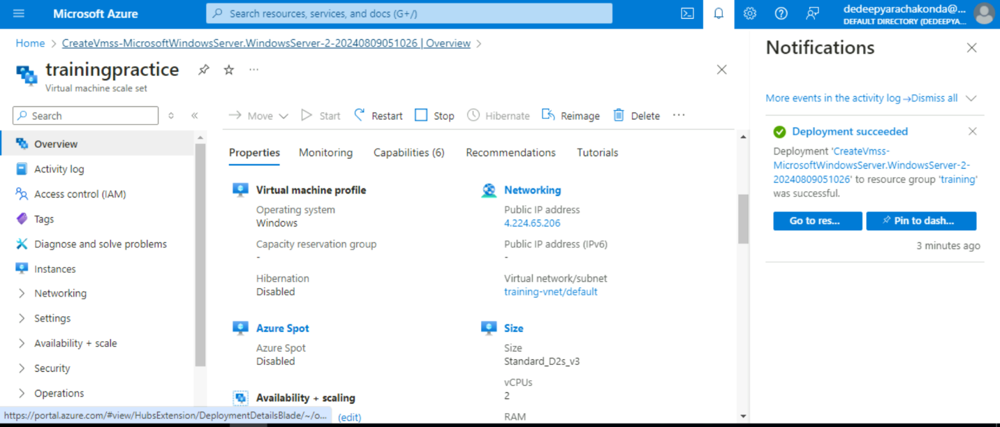 Microsoft Azure
Search resources, services, and docs (G+/)
dedeepyarachakonda@...
DEFAULT DIRECTORY (DEDEEPYA...
Home > CreateVmss-MicrosoftWindowsServer.WindowsServer-2-20240809051026 | Overview >
trainingpractice
Virtual machine scale set
Search
Move
Start
Restart
Stop
Hibernate
Reimage
Delete
Overview
Activity log
Access control (IAM)
Tags
Diagnose and solve problems
Instances
Networking
Settings
Availability + scale
Security
Operations
Properties
Monitoring
Capabilities (6)
Recommendations
Tutorials
Virtual machine profile
Operating system
Windows
Capacity reservation group
-
Hibernation
Disabled
Azure Spot
Azure Spot
Disabled
Availability + scaling
(edit)
Networking
Public IP address
4.224.65.206
Public IP address (IPv6)
-
Virtual network/subnet
training-vnet/default
Size
Size
Standard_D2s_v3
vCPUs
2
RAM
https://portal.azure.com/#view/HubsExtension/DeploymentDetailsBlade/~/o...
Notifications
More events in the activity log →
Dismiss all
Deployment succeeded
Deployment 'CreateVmss-
MicrosoftWindowsServer.WindowsServer-2-
20240809051026' to resource group 'training'
was successful.
Go to res...
Pin to dash...
3 minutes ago